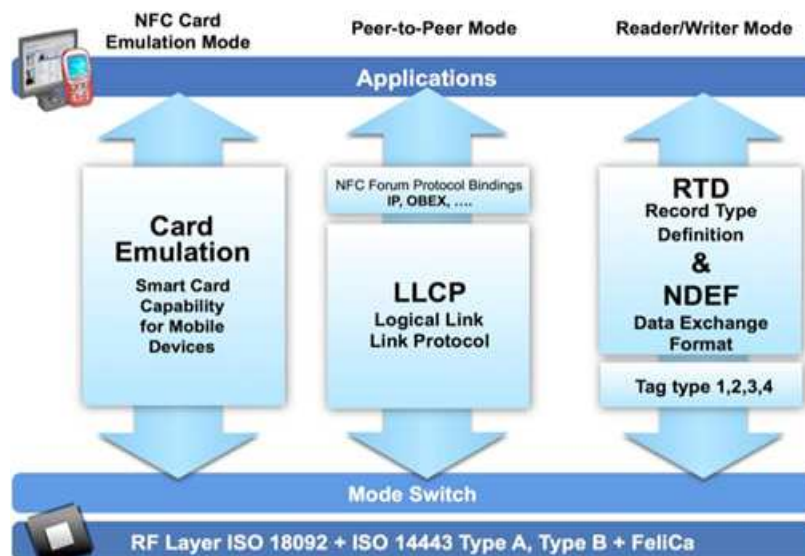 NFC Card
Emulation Mode
Peer-to-Peer Mode
Reader/Writer Mode
Applications
Card
Emulation
Smart Card
Capability
for Mobile
Devices
NFC Forum Protocol Bindings
IP, OBEX, ....
LLCP
Logical Link
Link Protocol
RTD
Record Type
Definition
&
NDEF
Data Exchange
Format
Tag type 1,2,3,4
Mode Switch
RF Layer ISO 18092 + ISO 14443 Type A, Type B + FeliCa